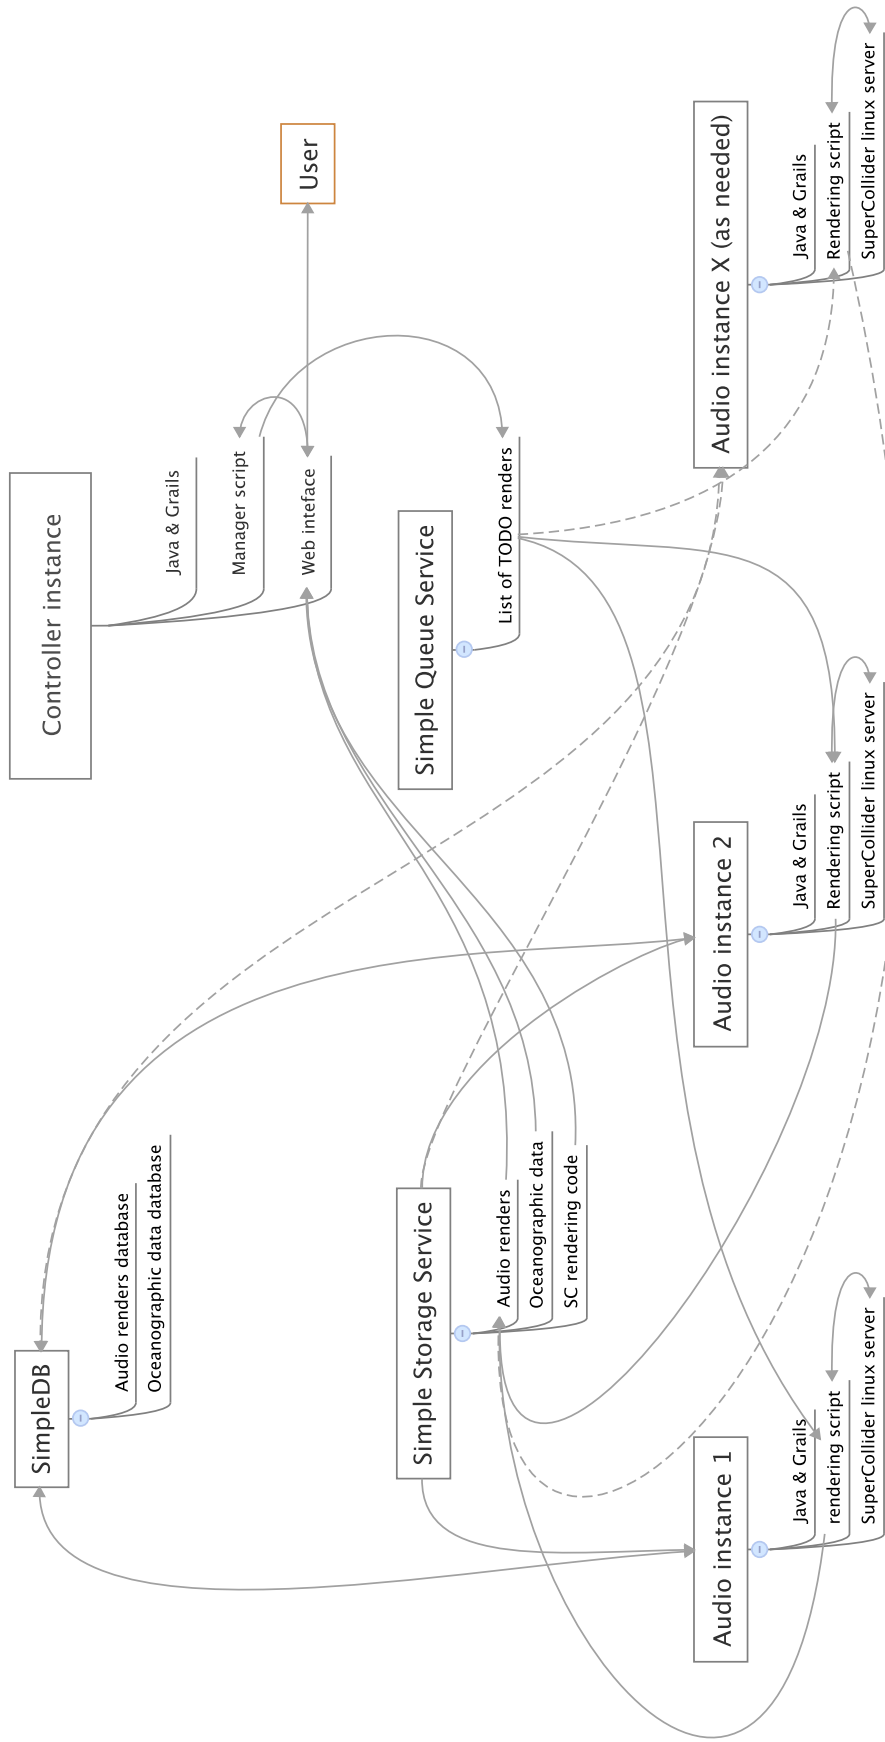 SimpleDB
Audio renders database
Oceanographic data database
Controller instance
Java & Grails
Manager script
Web inteface
User
Simple Storage Service
Audio renders
Oceanographic data
SC rendering code
Simple Queue Service
List of TODO renders
Audio instance 1
Java & Grails
rendering script
SuperCollider linux server
Audio instance 2
Java & Grails
Rendering script
SuperCollider linux server
Audio instance X (as needed)
Java & Grails
Rendering script
SuperCollider linux server